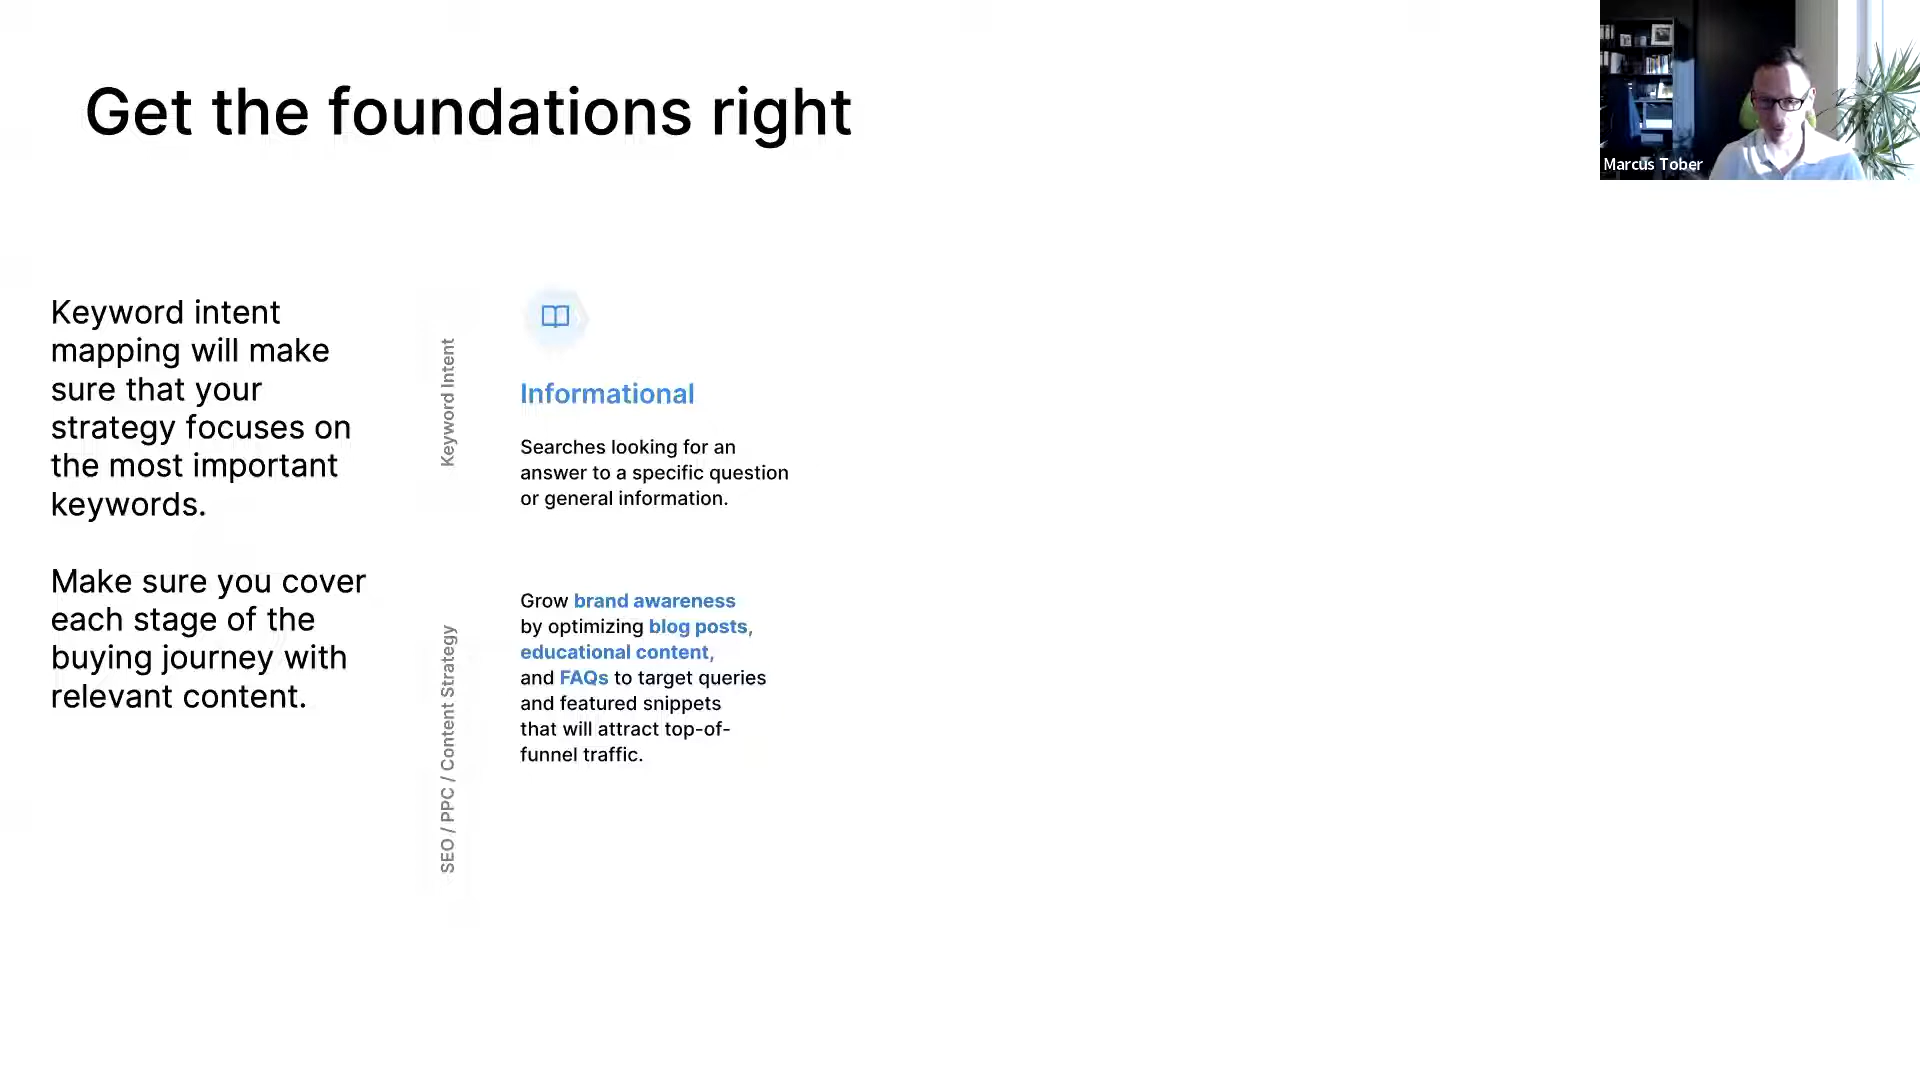 Get the foundations right
Marcus Tober
Keyword intent
mapping will make
sure that your
strategy focuses on
the most important
keywords.
Make sure you cover
each stage of the
buying journey with
relevant content.
Keyword Intent
Informational
Searches looking for an
answer to a specific question
or general information.
SEO / PPC / Content Strategy
Grow brand awareness
by optimizing blog posts,
educational content,
and FAQs to target queries
and featured snippets
that will attract top-of-
funnel traffic.